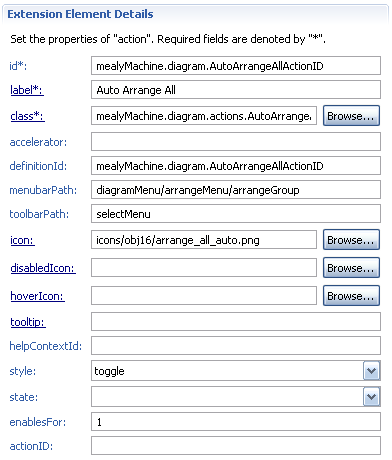 Extension Element Details
Set the properties of "action". Required fields are denoted by "*".
id*: mealyMachine.diagram.AutoArrangeAllActionID
label*: Auto Arrange All
class*: mealyMachine.diagram.actions.AutoArrangeA Browse...
accelerator:
definitionId: mealyMachine.diagram.AutoArrangeAllActionID
menubarPath: diagramMenu/arrangeMenu/arrangeGroup
toolbarPath: selectMenu
icon: icons/obj16/arrange_all_auto.png Browse...
disabledIcon: Browse...
hoverIcon: Browse...
tooltip:
helpContextId:
style: toggle
state:
enablesFor: 1
actionID: